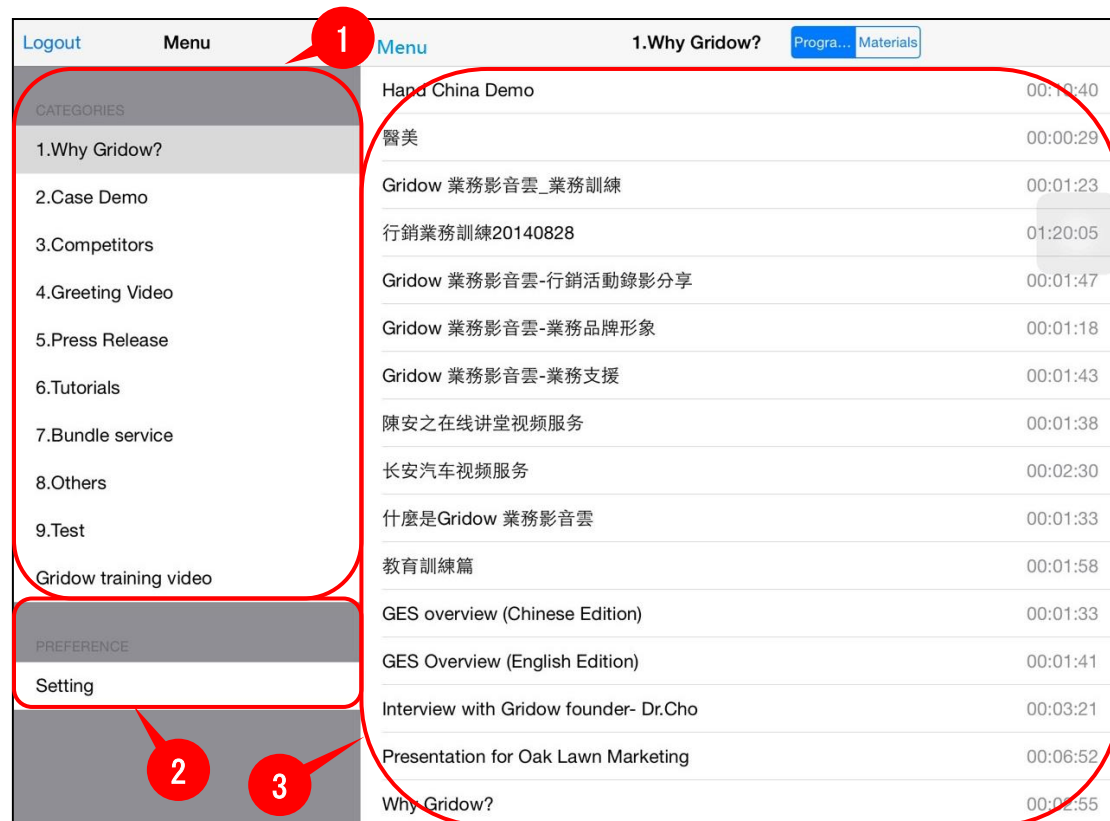 Logout Menu 1 Menu 1.Why Gridow? Progra... Materials
CATEGORIES
1.Why Gridow?
2.Case Demo
3.Competitors
4.Greeting Video
5.Press Release
6.Tutorials
7.Bundle service
8.Others
9.Test
Gridow training video
PREFERENCE
Setting
2
3
Hand China Demo 00:10:40
醫美 00:00:29
Gridow 業務影音雲_業務訓練 00:01:23
行銷業務訓練20140828 01:20:05
Gridow 業務影音雲-行銷活動錄影分享 00:01:47
Gridow 業務影音雲-業務品牌形象 00:01:18
Gridow 業務影音雲-業務支援 00:01:43
陳安之在线讲堂视频服务 00:01:38
长安汽车视频服务 00:02:30
什麼是Gridow 業務影音雲 00:01:33
教育訓練篇 00:01:58
GES overview (Chinese Edition) 00:01:33
GES Overview (English Edition) 00:01:41
Interview with Gridow founder- Dr.Cho 00:03:21
Presentation for Oak Lawn Marketing 00:06:52
Why Gridow? 00:02:55